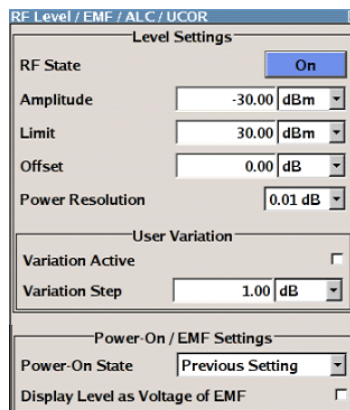 RF Level / EMF / ALC / UCOR
Level Settings
RF State On
Amplitude -30.00 dBm
Limit 30.00 dBm
Offset 0.00 dB
Power Resolution 0.01 dB
User Variation
Variation Active
Variation Step 1.00 dB
Power-On / EMF Settings
Power-On State Previous Setting
Display Level as Voltage of EMF